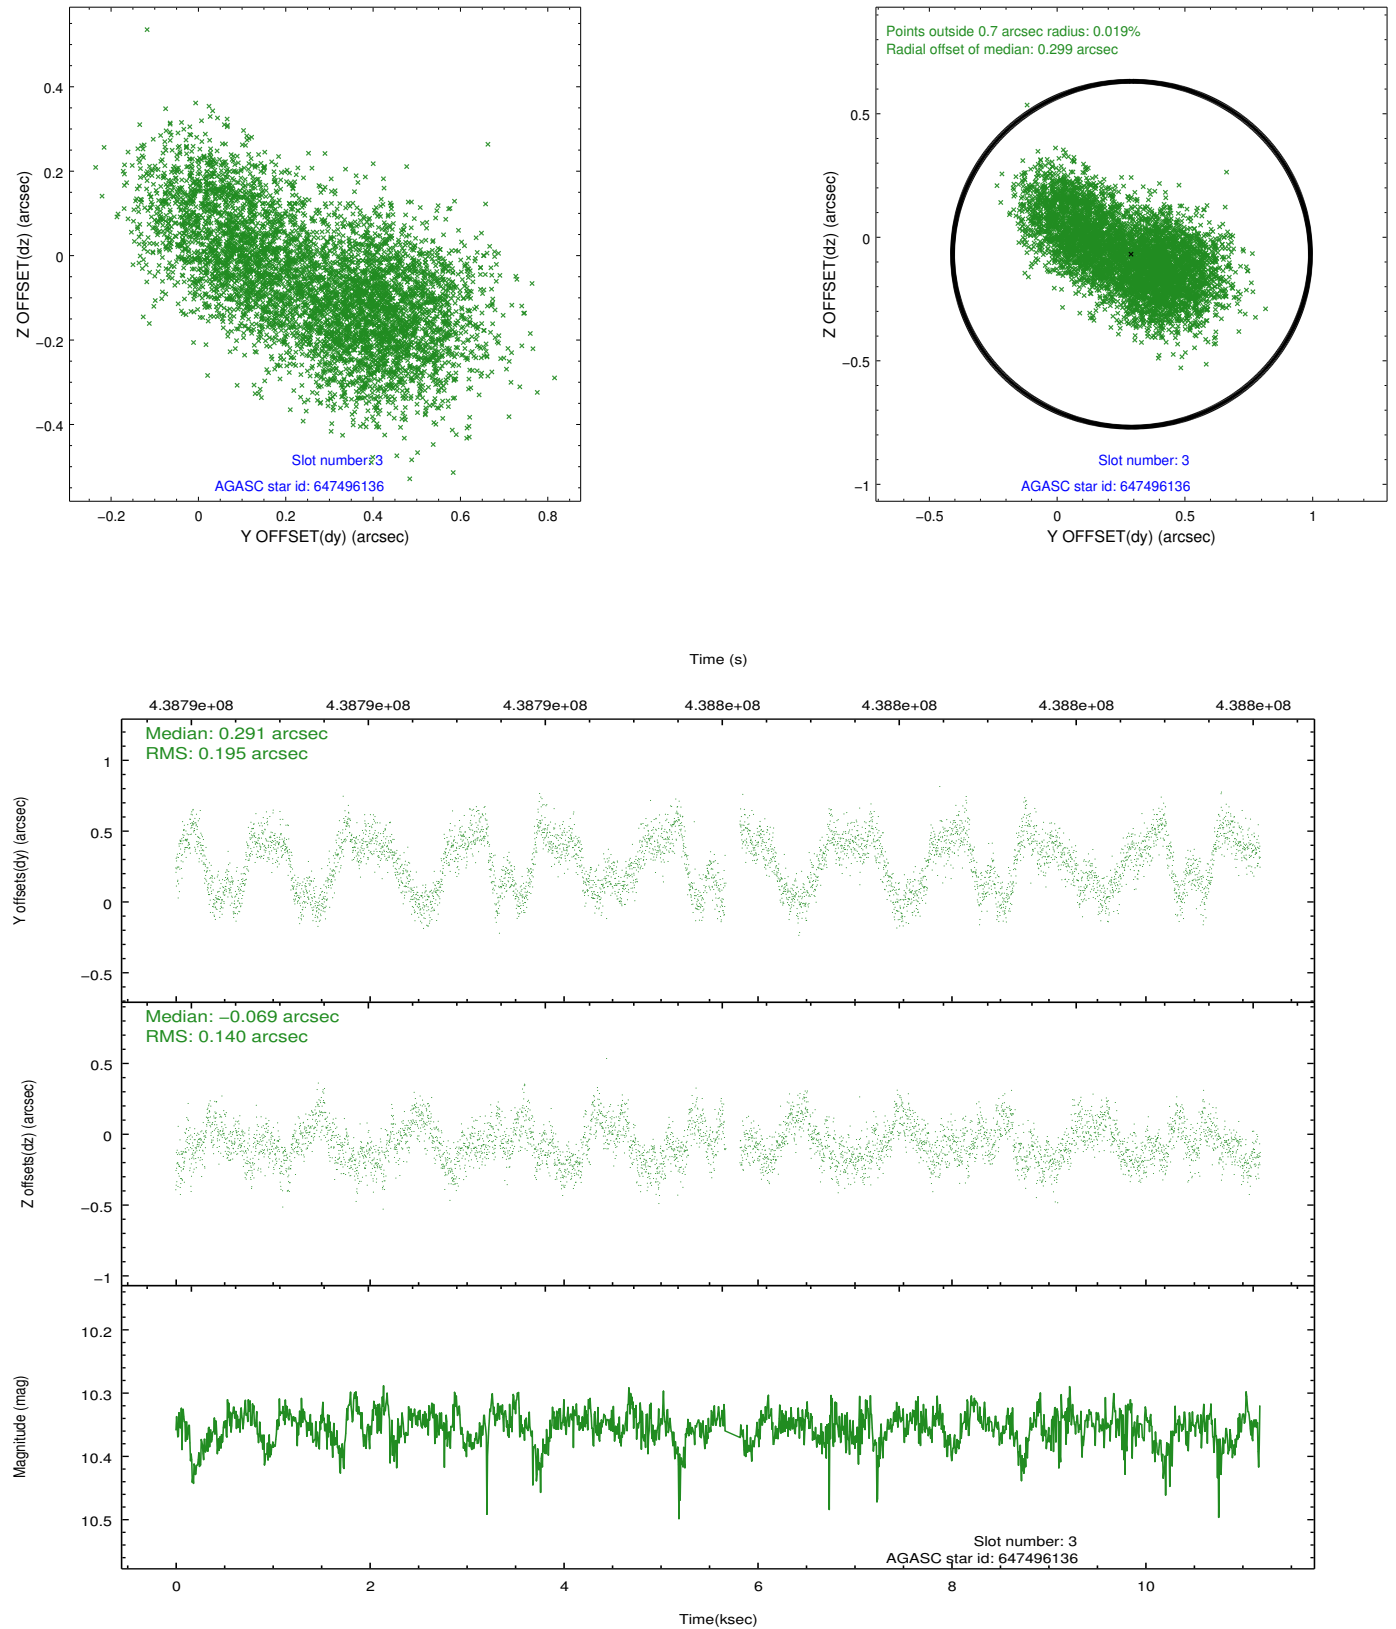 0.4
0.2
0
−0.2
−0.4
Z OFFSET(dz) (arcsec)
Slot number: 3
AGASC star id: 647496136
−0.2 0 0.2 0.4 0.6 0.8
Y OFFSET(dy) (arcsec)
Points outside 0.7 arcsec radius: 0.019%
Radial offset of median: 0.299 arcsec
0.5
0
−0.5
−1
Z OFFSET(dz) (arcsec)
Slot number: 3
AGASC star id: 647496136
−0.5 0 0.5 1
Y OFFSET(dy) (arcsec)
Time (s)
4.3879e+08 4.3879e+08 4.3879e+08 4.388e+08 4.388e+08 4.388e+08 4.388e+08
Median: 0.291 arcsec
RMS: 0.195 arcsec
1
0.5
0
−0.5
Y offsets(dy) (arcsec)
Median: −0.069 arcsec
RMS: 0.140 arcsec
0.5
0
−0.5
−1
Z offsets(dz) (arcsec)
10.2
10.3
10.4
10.5
Magnitude (mag)
Slot number: 3
AGASC star id: 647496136
0 2 4 6 8 10
Time(ksec)